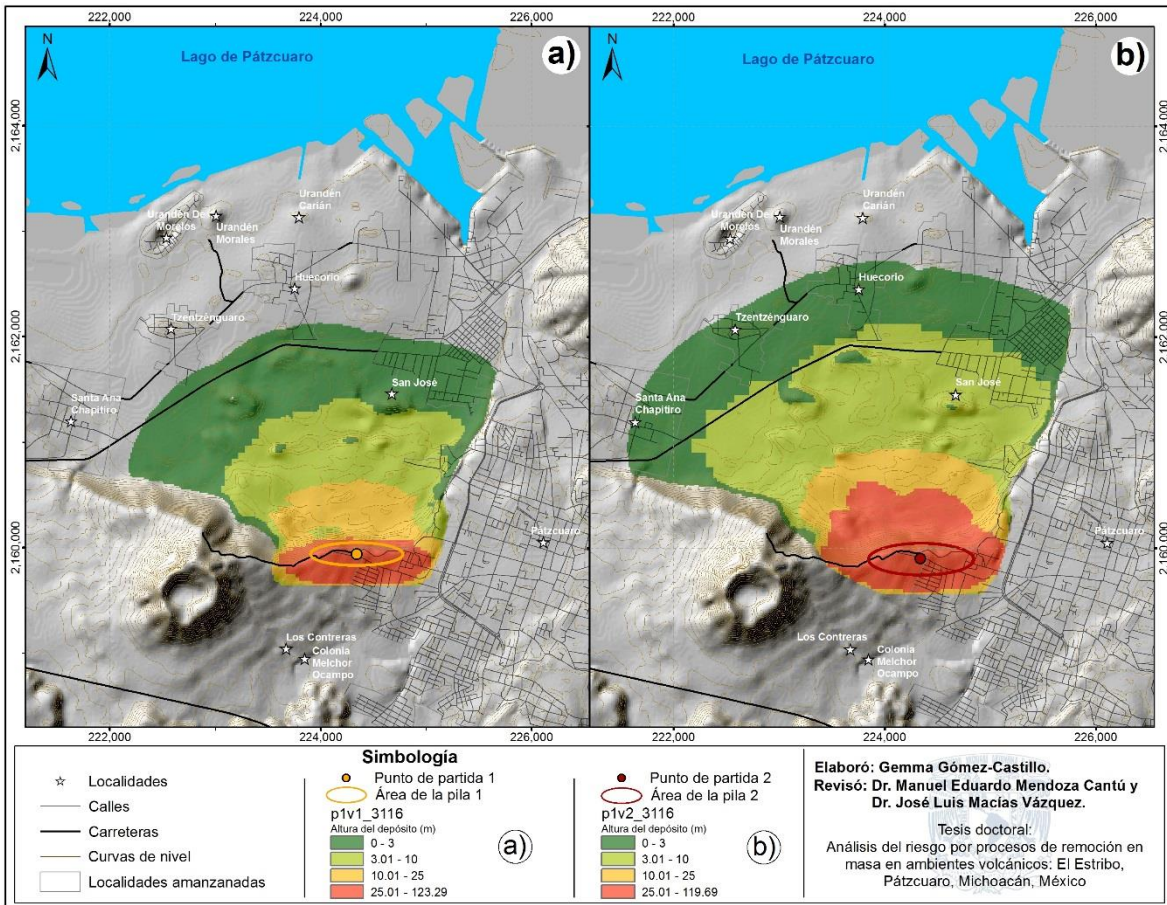 222,000 224,000 226,000 222,000 224,000 226,000
N
Lago de Pátzcuaro
a)
2,164,000
2,162,000
2,160,000
Urandén De
Morelos
Urandén
Morales
Urandén
Carián
Huecorio
Tzentzénguaro
San José
Santa Ana
Chapitiro
Pátzcuaro
Los Contreras
Colonia
Melchor
Ocampo
N
Lago de Pátzcuaro
b)
2,164,000
2,162,000
2,160,000
Urandén De
Morelos
Urandén
Morales
Urandén
Carián
Huecorio
Tzentzénguaro
San José
Santa Ana
Chapitiro
Pátzcuaro
Los Contreras
Colonia
Melchor
Ocampo
222,000 224,000 226,000 222,000 224,000 226,000
Simbología
Localidades
Calles
Carreteras
Curvas de nivel
Localidades amanzanadas
Punto de partida 1
Área de la pila 1
p1v1_3116
Altura del depósito (m)
0 - 3
3.01 - 10
10.01 - 25
25.01 - 123.29
a)
Punto de partida 2
Área de la pila 2
p1v2_3116
Altura del depósito (m)
0 - 3
3.01 - 10
10.01 - 25
25.01 - 119.69
b)
Elaboró: Gemma Gómez-Castillo.
Revisó: Dr. Manuel Eduardo Mendoza Cantú y
Dr. José Luis Macías Vázquez.
Tesis doctoral:
Análisis del riesgo por procesos de remoción en
masa en ambientes volcánicos: El Estribo,
Pátzcuaro, Michoacán, México